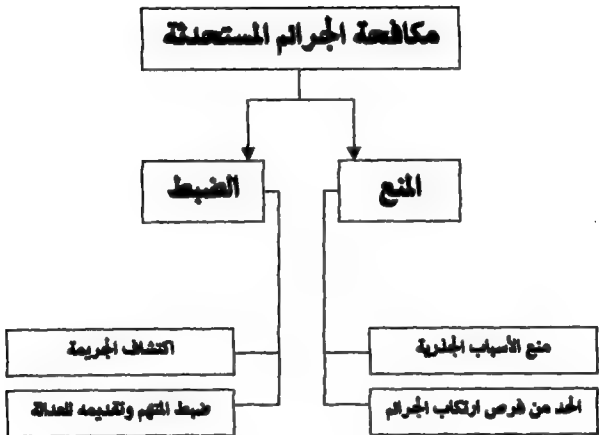 مكافحة الجرائم المستحدثة
المنع
الضبط
منع الأسباب الجذرية
اكتشاف الجريمة
الحد من فرص ارتكاب الجرائم
ضبط المتهم وتقديمه للعدالة